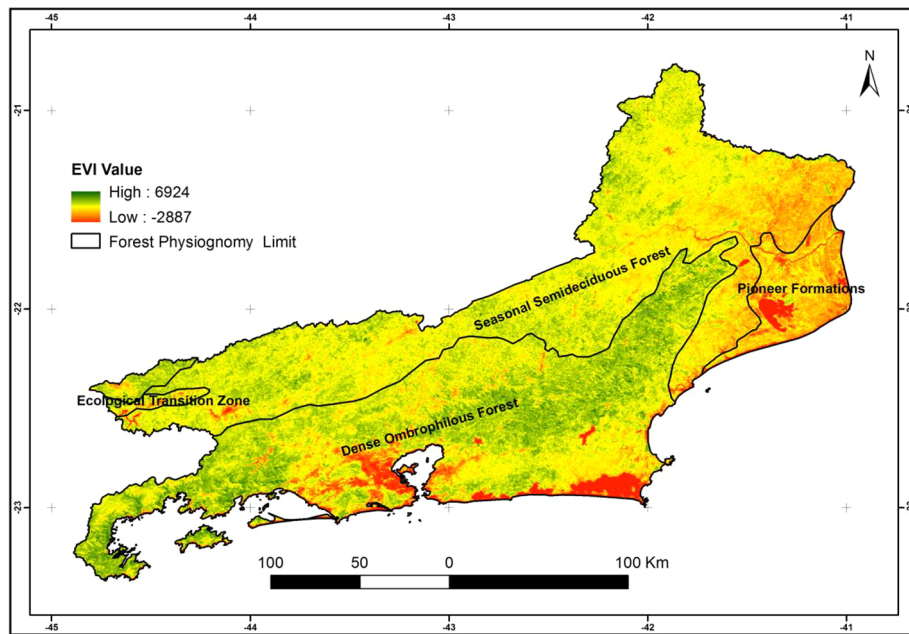 -45 -44 -43 -42 -41
N
-21
EVI Value
High : 6924
Low : -2887
Forest Physiognomy Limit
Seasonal Semideciduous Forest
Pioneer Formations
-22
Ecological Transition Zone
Dense Ombrophilous Forest
-23
100 50 0 100 Km
-45 -44 -43 -42 -41